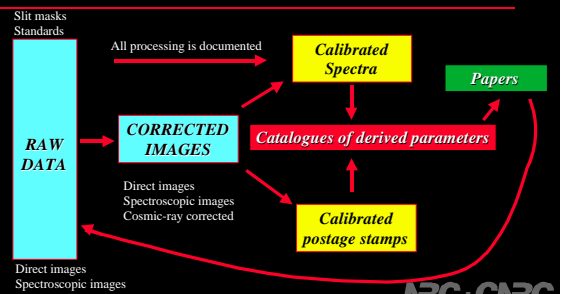 Slit masks
Standards
All processing is documented
Calibrated
Spectra
Papers
RAW
DATA
CORRECTED
IMAGES
Catalogues of derived parameters
Direct images
Spectroscopic images
Cosmic-ray corrected
Calibrated
postage stamps
Direct images
Spectroscopic images